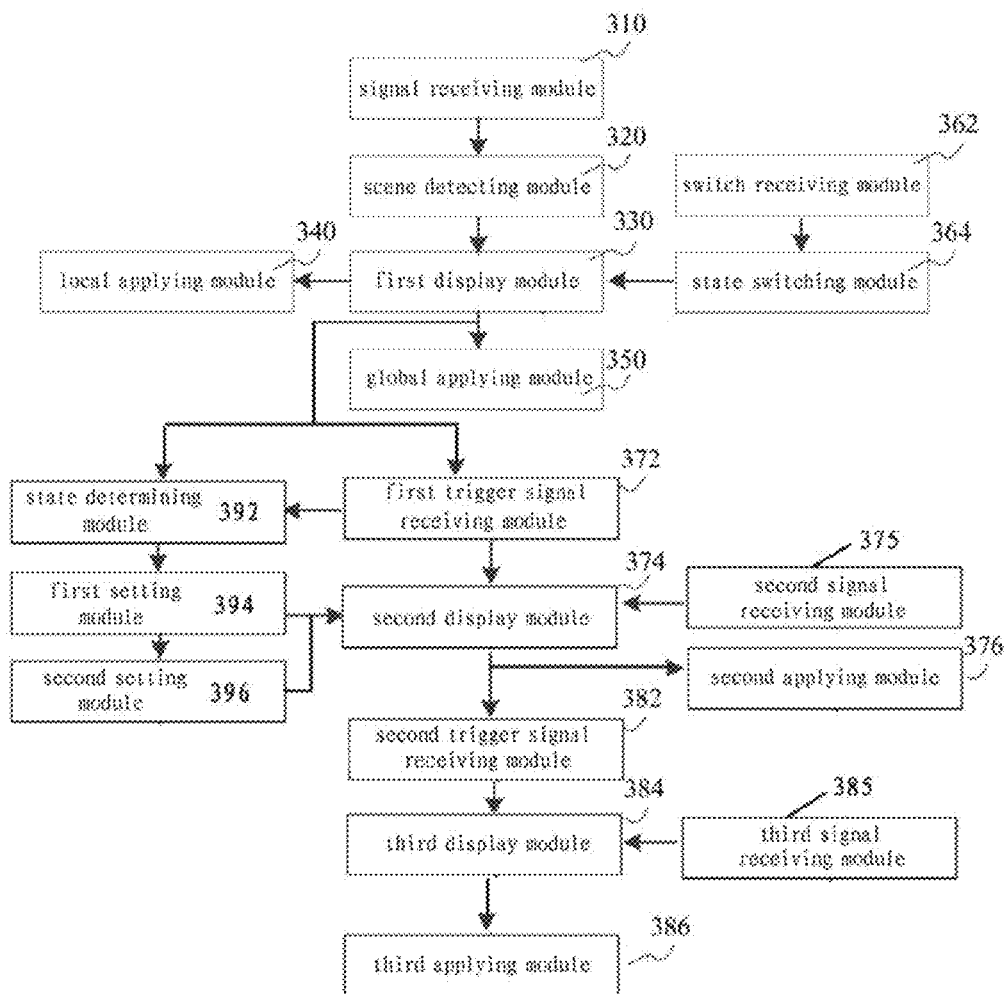 310
signal receiving module
320
362
scene detecting module
switch receiving module
340
330
364
local applying module
first display module
state switching module
global applying module
350
372
state determining
module
392
first trigger signal
receiving module
375
374
first setting
module
394
second display module
second signal
receiving module
376
second setting
module
396
second applying module
382
second trigger signal
receiving module
384
385
third display module
third signal
receiving module
386
third applying module